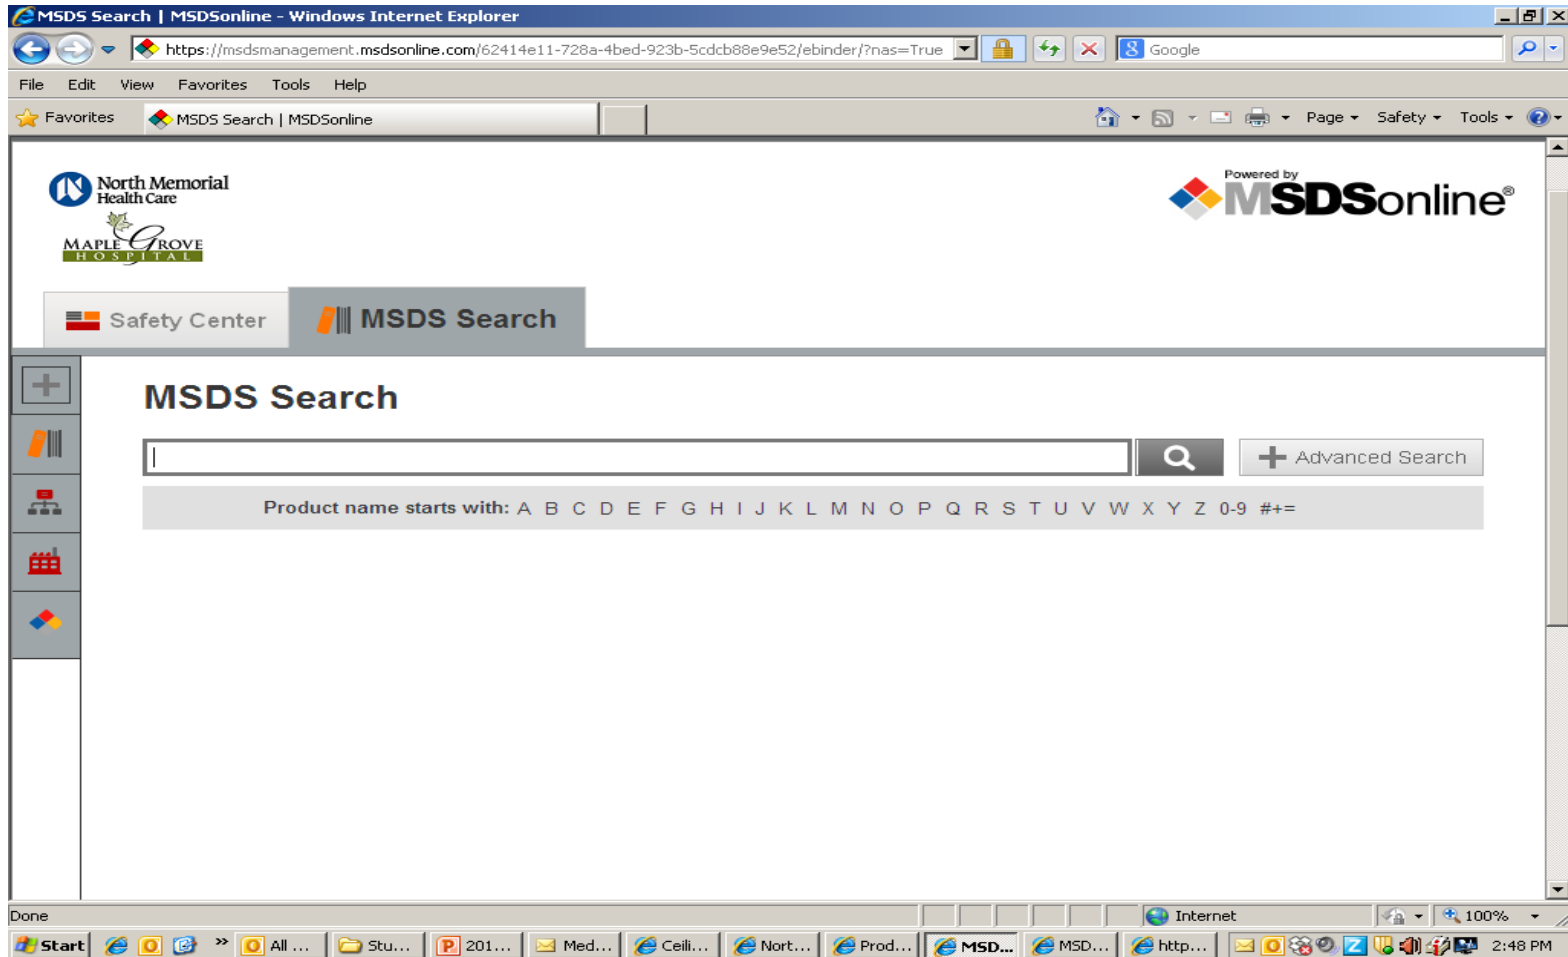 MSDS Search | MSDSonline - Windows Internet Explorer
https://msdsmanagement.msdsonline.com/62414e11-728a-4bed-923b-5cdcb88e9e52/ebinder/?nas=True
Google
File Edit View Favorites Tools Help
Favorites MSDS Search | MSDSonline Page Safety Tools
North Memorial
Health Care
MAPLE GROVE
HOSPITAL
Powered by
MSDSonline®
Safety Center MSDS Search
MSDS Search
Advanced Search
Product name starts with: A B C D E F G H I J K L M N O P Q R S T U V W X Y Z 0-9 #+=
Done Internet 100%
Start All ... Stu... 201... Med... Ceili... Nort... Prod... MSD... MSD... http... 2:48 PM